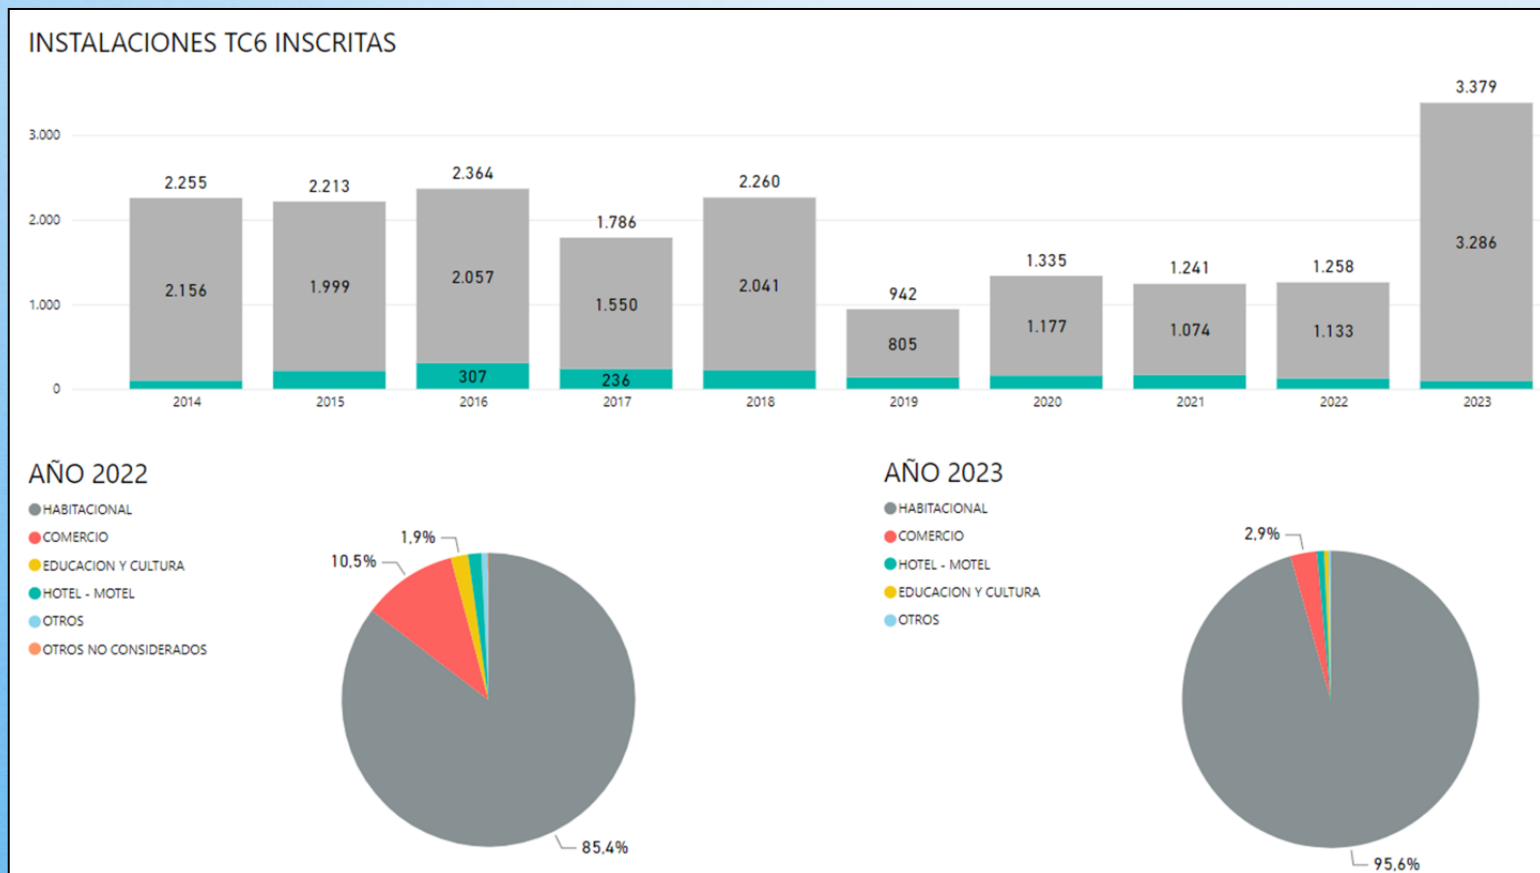 INSTALACIONES TC6 INSCRITAS
3.000
2.000
1.000
0
2.255
2.213
2.364
1.786
2.260
942
1.335
1.241
1.258
3.379
2.156
1.999
2.057
1.550
2.041
805
1.177
1.074
1.133
3.286
307
236
2014
2015
2016
2017
2018
2019
2020
2021
2022
2023
AÑO 2022
HABITACIONAL
COMERCIO
EDUCACION Y CULTURA
HOTEL - MOTEL
OTROS
OTROS NO CONSIDERADOS
1,9%
10,5%
85,4%
AÑO 2023
HABITACIONAL
COMERCIO
HOTEL - MOTEL
EDUCACION Y CULTURA
OTROS
2,9%
95,6%